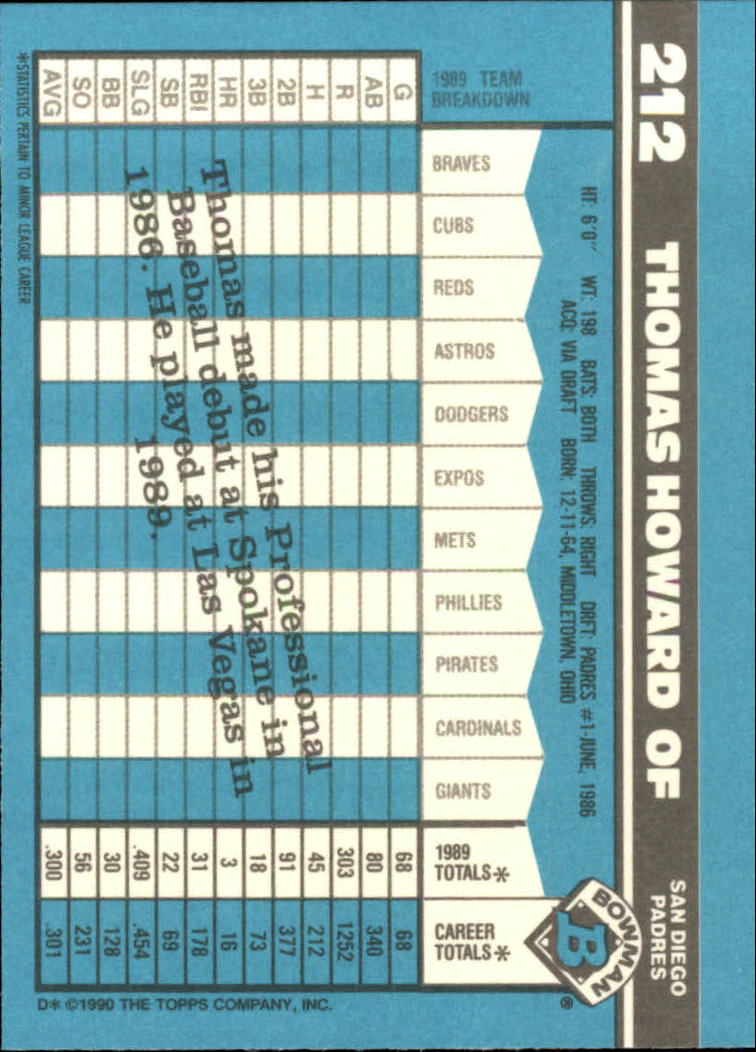 212 THOMAS HOWARD OF
SAN DIEGO
PADRES
BOWMAN
B
®
HT: 6'0" WT: 198 BATS: BOTH THROWS: RIGHT DRFT: PADRES #1-JUNE, 1986
ACQ: VIA DRAFT BORN: 12-11-64, MIDDLETOWN, OHIO
1989 TEAM
BREAKDOWN
BRAVES
CUBS
REDS
ASTROS
DODGERS
EXPOS
METS
PHILLIES
PIRATES
CARDINALS
GIANTS
1989
TOTALS*
CAREER
TOTALS*
G 68 68
AB 80 340
R 303 1252
H 45 212
2B 91 377
3B 18 73
HR 3 16
RBI 31 178
SB 22 69
SLG .409 .454
BB 30 128
SO 56 231
AVG .300 .301
Thomas made his Professional
Baseball debut at Spokane in
1986. He played at Las Vegas in
1989.
*STATISTICS PERTAIN TO MINOR LEAGUE CAREER
D* ©1990 THE TOPPS COMPANY, INC.